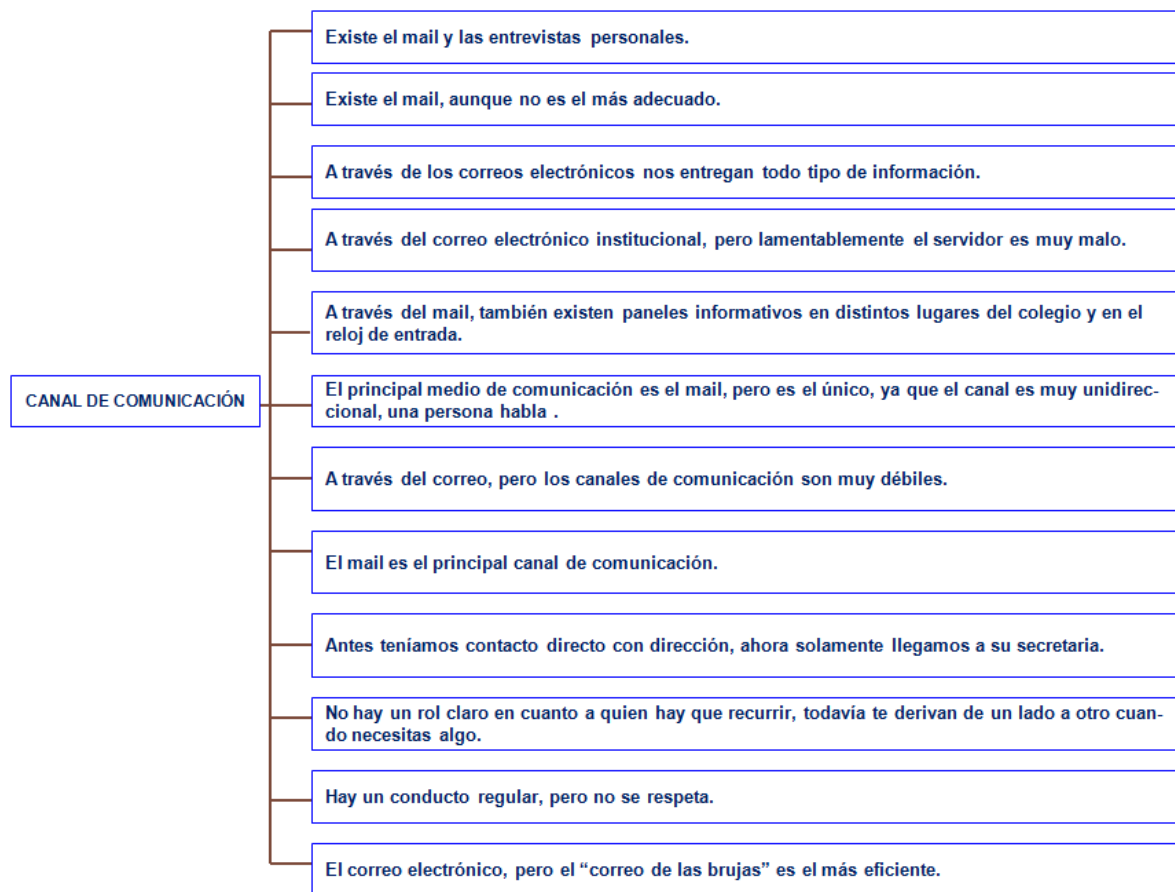 Existe el mail y las entrevistas personales.
Existe el mail, aunque no es el más adecuado.
A través de los correos electrónicos nos entregan todo tipo de información.
A través del correo electrónico institucional, pero lamentablemente el servidor es muy malo.
A través del mail, también existen paneles informativos en distintos lugares del colegio y en el
reloj de entrada.
CANAL DE COMUNICACIÓN
El principal medio de comunicación es el mail, pero es el único, ya que el canal es muy unidirec-
cional, una persona habla .
A través del correo, pero los canales de comunicación son muy débiles.
El mail es el principal canal de comunicación.
Antes teníamos contacto directo con dirección, ahora solamente llegamos a su secretaria.
No hay un rol claro en cuanto a quien hay que recurrir, todavía te derivan de un lado a otro cuan-
do necesitas algo.
Hay un conducto regular, pero no se respeta.
El correo electrónico, pero el “correo de las brujas” es el más eficiente.